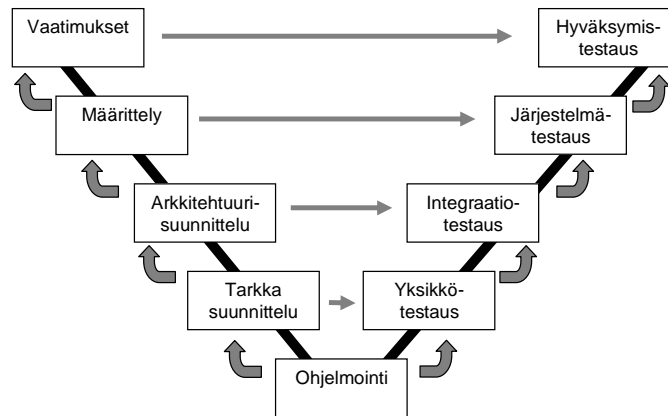 Vaatimukset
Hyväksymis-
testaus
Määrittely
Järjestelmä-
testaus
Arkkitehtuuri-
suunnittelu
Integraatio-
testaus
Tarkka
suunnittelu
Yksikkö-
testaus
Ohjelmointi